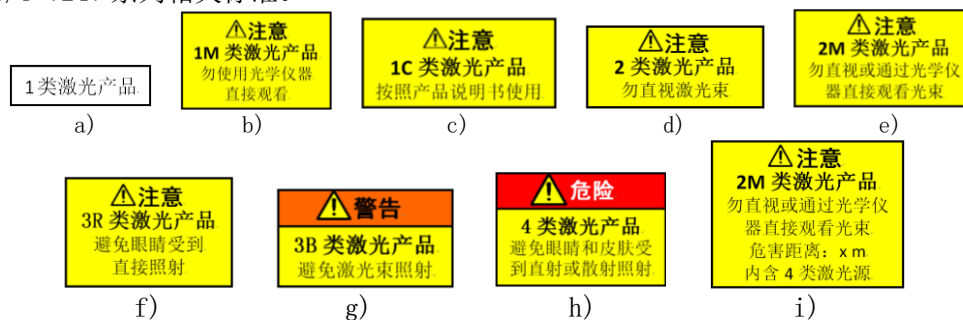 系列相关标准。
1 类激光产品
a)
注意
1M 类激光产品
勿使用光学仪器
直接观看
b)
注意
1C 类激光产品
按照产品说明书使用
c)
注意
2 类激光产品
勿直视激光束
d)
注意
2M 类激光产品
勿直视或通过光学仪
器直接观看光束
e)
注意
3R 类激光产品
避免眼睛受到
直接照射
f)
警告
3B 类激光产品
避免激光束照射
g)
危险
4 类激光产品
避免眼睛和皮肤受
到直射或散射照射
h)
注意
2M 类激光产品
勿直视或通过光学仪
器直接观看光束
危害距离：x m
内含 4 类激光源
i)